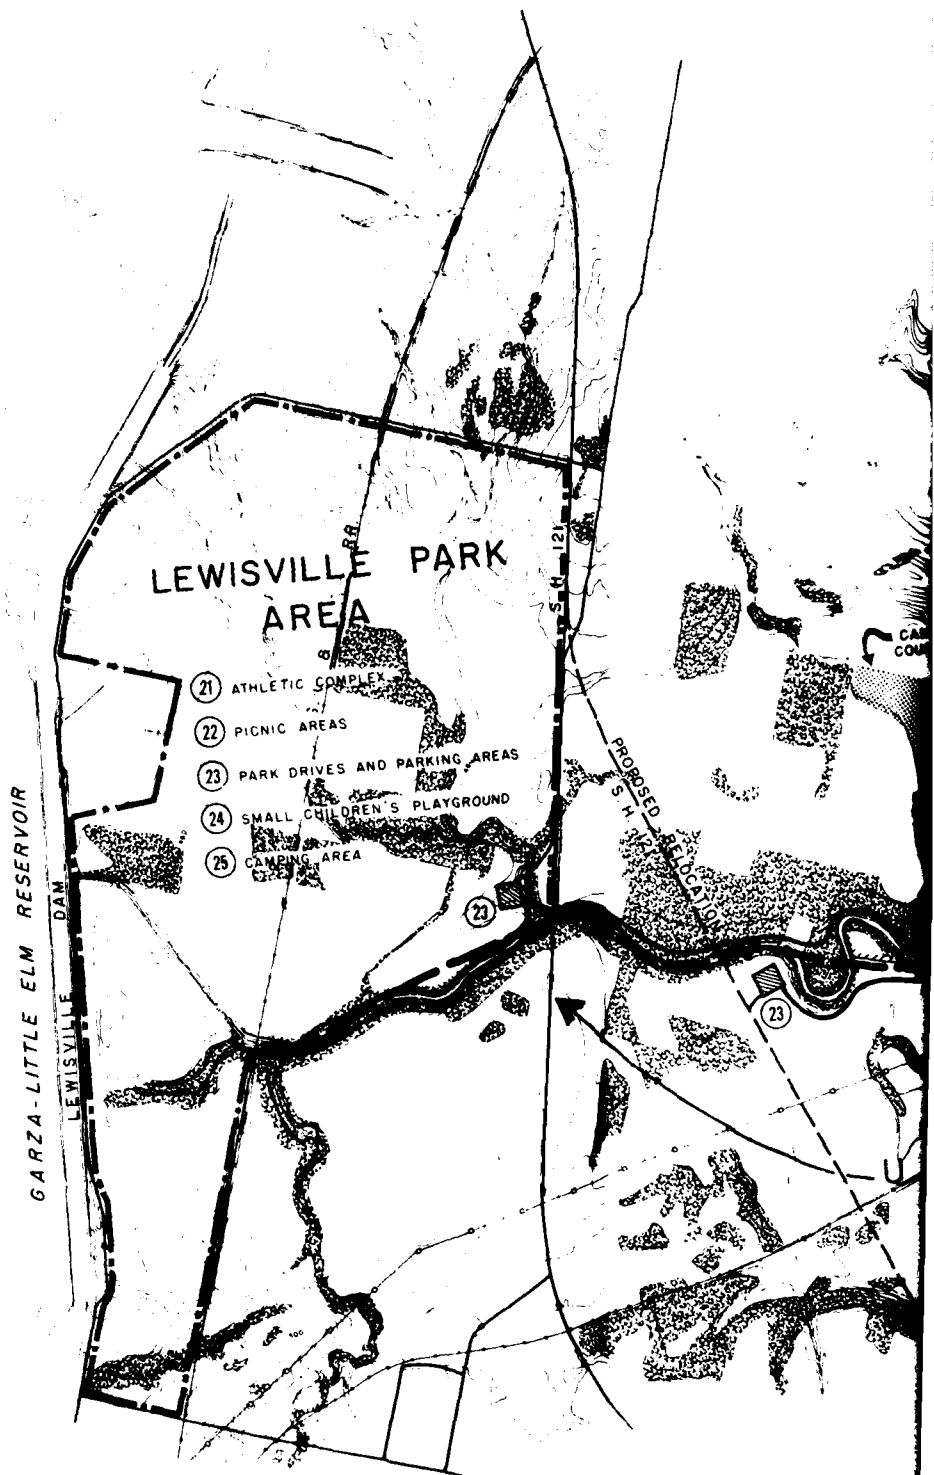 LEWISVILLE PARK
AREA
RR
S H 121
21 ATHLETIC COMPLEX
22 PICNIC AREAS
23 PARK DRIVES AND PARKING AREAS
24 SMALL CHILDREN'S PLAYGROUND
25 CAMPING AREA
PROPOSED RELOCATION
S H 121
GARZA-LITTLE ELM RESERVOIR
LEWISVILLE DAM
23
23